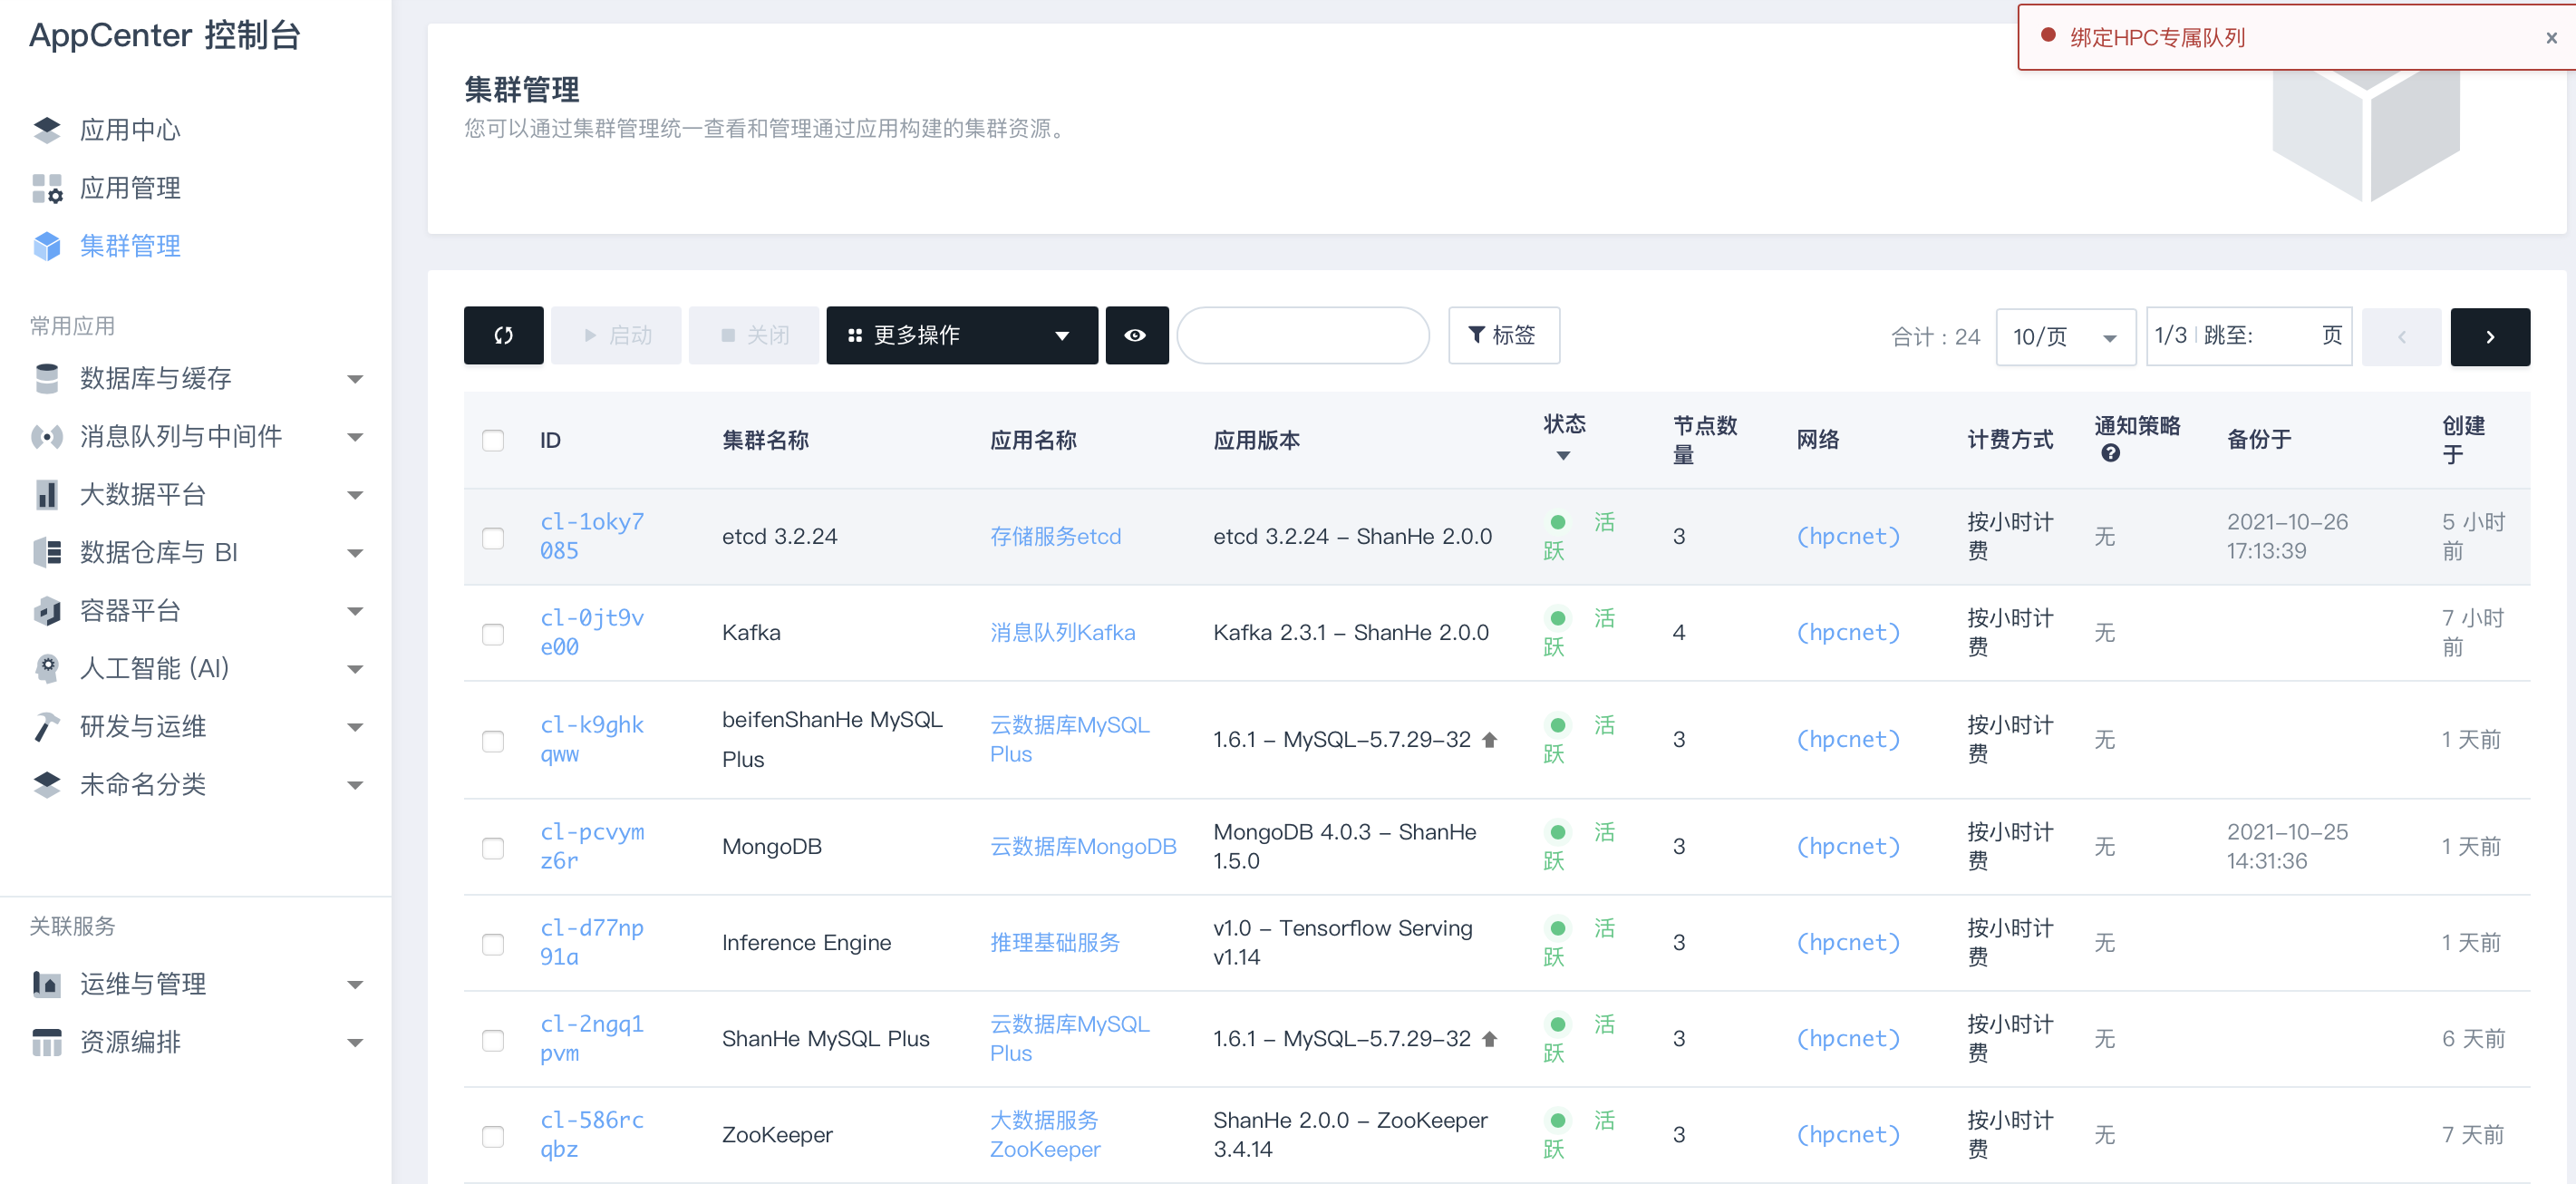 AppCenter 控制台
应用中心
应用管理
集群管理
常用应用
数据库与缓存
消息队列与中间件
大数据平台
数据仓库与 BI
容器平台
人工智能 (AI)
研发与运维
未命名分类
关联服务
运维与管理
资源编排
绑定HPC专属队列 ×
集群管理
您可以通过集群管理统一查看和管理通过应用构建的集群资源。
启动 关闭 更多操作 标签 合计：24 10/页 1/3 跳至: 页
ID 集群名称 应用名称 应用版本 状态 节点数量 网络 计费方式 通知策略 备份于 创建于
cl-1oky7085 etcd 3.2.24 存储服务etcd etcd 3.2.24 – ShanHe 2.0.0 活跃 3 (hpcnet) 按小时计费 无 2021-10-26 17:13:39 5 小时前
cl-0jt9ve00 Kafka 消息队列Kafka Kafka 2.3.1 – ShanHe 2.0.0 活跃 4 (hpcnet) 按小时计费 无 7 小时前
cl-k9ghkqww beifenShanHe MySQL Plus 云数据库MySQL Plus 1.6.1 – MySQL-5.7.29-32 活跃 3 (hpcnet) 按小时计费 无 1 天前
cl-pcvymz6r MongoDB 云数据库MongoDB MongoDB 4.0.3 – ShanHe 1.5.0 活跃 3 (hpcnet) 按小时计费 无 2021-10-25 14:31:36 1 天前
cl-d77np91a Inference Engine 推理基础服务 v1.0 – Tensorflow Serving v1.14 活跃 3 (hpcnet) 按小时计费 无 1 天前
cl-2ngq1pvm ShanHe MySQL Plus 云数据库MySQL Plus 1.6.1 – MySQL-5.7.29-32 活跃 3 (hpcnet) 按小时计费 无 6 天前
cl-586rcqbz ZooKeeper 大数据服务ZooKeeper ShanHe 2.0.0 – ZooKeeper 3.4.14 活跃 3 (hpcnet) 按小时计费 无 7 天前